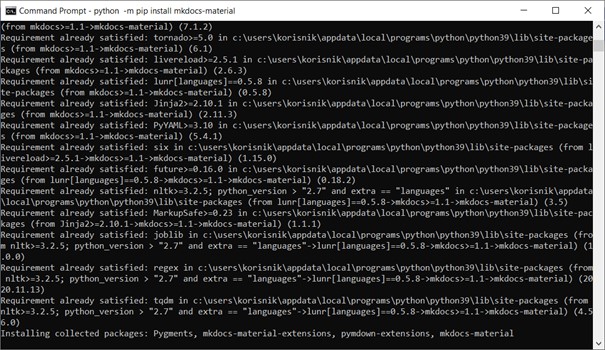 Command Prompt - python  -m pip install mkdocs-material
(from mkdocs>=1.1->mkdocs-material) (7.1.2)
Requirement already satisfied: tornado>=5.0 in c:\users\korisnik\appdata\local\programs\python\python39\lib\site-package
s (from mkdocs>=1.1->mkdocs-material) (6.1)
Requirement already satisfied: livereload>=2.5.1 in c:\users\korisnik\appdata\local\programs\python\python39\lib\site-pa
ckages (from mkdocs>=1.1->mkdocs-material) (2.6.3)
Requirement already satisfied: lunr[languages]==0.5.8 in c:\users\korisnik\appdata\local\programs\python\python39\lib\si
te-packages (from mkdocs>=1.1->mkdocs-material) (0.5.8)
Requirement already satisfied: Jinja2>=2.10.1 in c:\users\korisnik\appdata\local\programs\python\python39\lib\site-packa
ges (from mkdocs>=1.1->mkdocs-material) (2.11.3)
Requirement already satisfied: PyYAML>=3.10 in c:\users\korisnik\appdata\local\programs\python\python39\lib\site-package
s (from mkdocs>=1.1->mkdocs-material) (5.4.1)
Requirement already satisfied: six in c:\users\korisnik\appdata\local\programs\python\python39\lib\site-packages (from l
ivereload>=2.5.1->mkdocs>=1.1->mkdocs-material) (1.15.0)
Requirement already satisfied: future>=0.16.0 in c:\users\korisnik\appdata\local\programs\python\python39\lib\site-packa
ges (from lunr[languages]==0.5.8->mkdocs>=1.1->mkdocs-material) (0.18.2)
Requirement already satisfied: nltk>=3.2.5; python_version > "2.7" and extra == "languages" in c:\users\korisnik\appdata
\local\programs\python\python39\lib\site-packages (from lunr[languages]==0.5.8->mkdocs>=1.1->mkdocs-material) (3.5)
Requirement already satisfied: MarkupSafe>=0.23 in c:\users\korisnik\appdata\local\programs\python\python39\lib\site-pac
kages (from jinja2>=2.10.1->mkdocs>=1.1->mkdocs-material) (1.1.1)
Requirement already satisfied: joblib in c:\users\korisnik\appdata\local\programs\python\python39\lib\site-packages (fro
m nltk>=3.2.5; python_version > "2.7" and extra == "languages"->lunr[languages]==0.5.8->mkdocs>=1.1->mkdocs-material) (1
.0.0)
Requirement already satisfied: regex in c:\users\korisnik\appdata\local\programs\python\python39\lib\site-packages (from
 nltk>=3.2.5; python_version > "2.7" and extra == "languages"->lunr[languages]==0.5.8->mkdocs>=1.1->mkdocs-material) (20
20.11.13)
Requirement already satisfied: tqdm in c:\users\korisnik\appdata\local\programs\python\python39\lib\site-packages (from
nltk>=3.2.5; python_version > "2.7" and extra == "languages"->lunr[languages]==0.5.8->mkdocs>=1.1->mkdocs-material) (4.5
6.0)
Installing collected packages: Pygments, mkdocs-material-extensions, pymdown-extensions, mkdocs-material